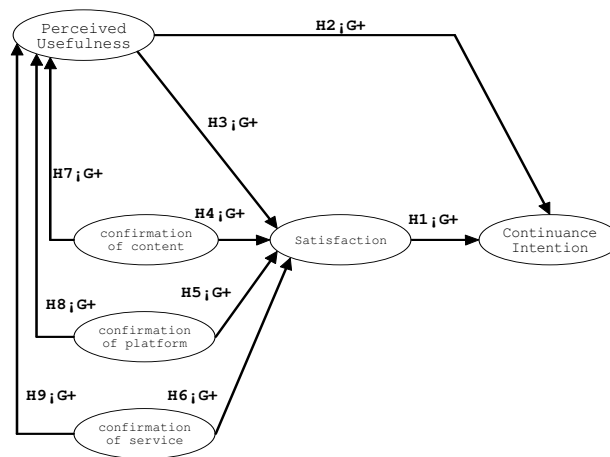 Perceived
Usefulness
H2¡G+
H3¡G+
H7¡G+
H4¡G+
H1¡G+
confirmation
of content
Satisfaction
Continuance
Intention
H8¡G+
H5¡G+
confirmation
of platform
H9¡G+
H6¡G+
confirmation
of service